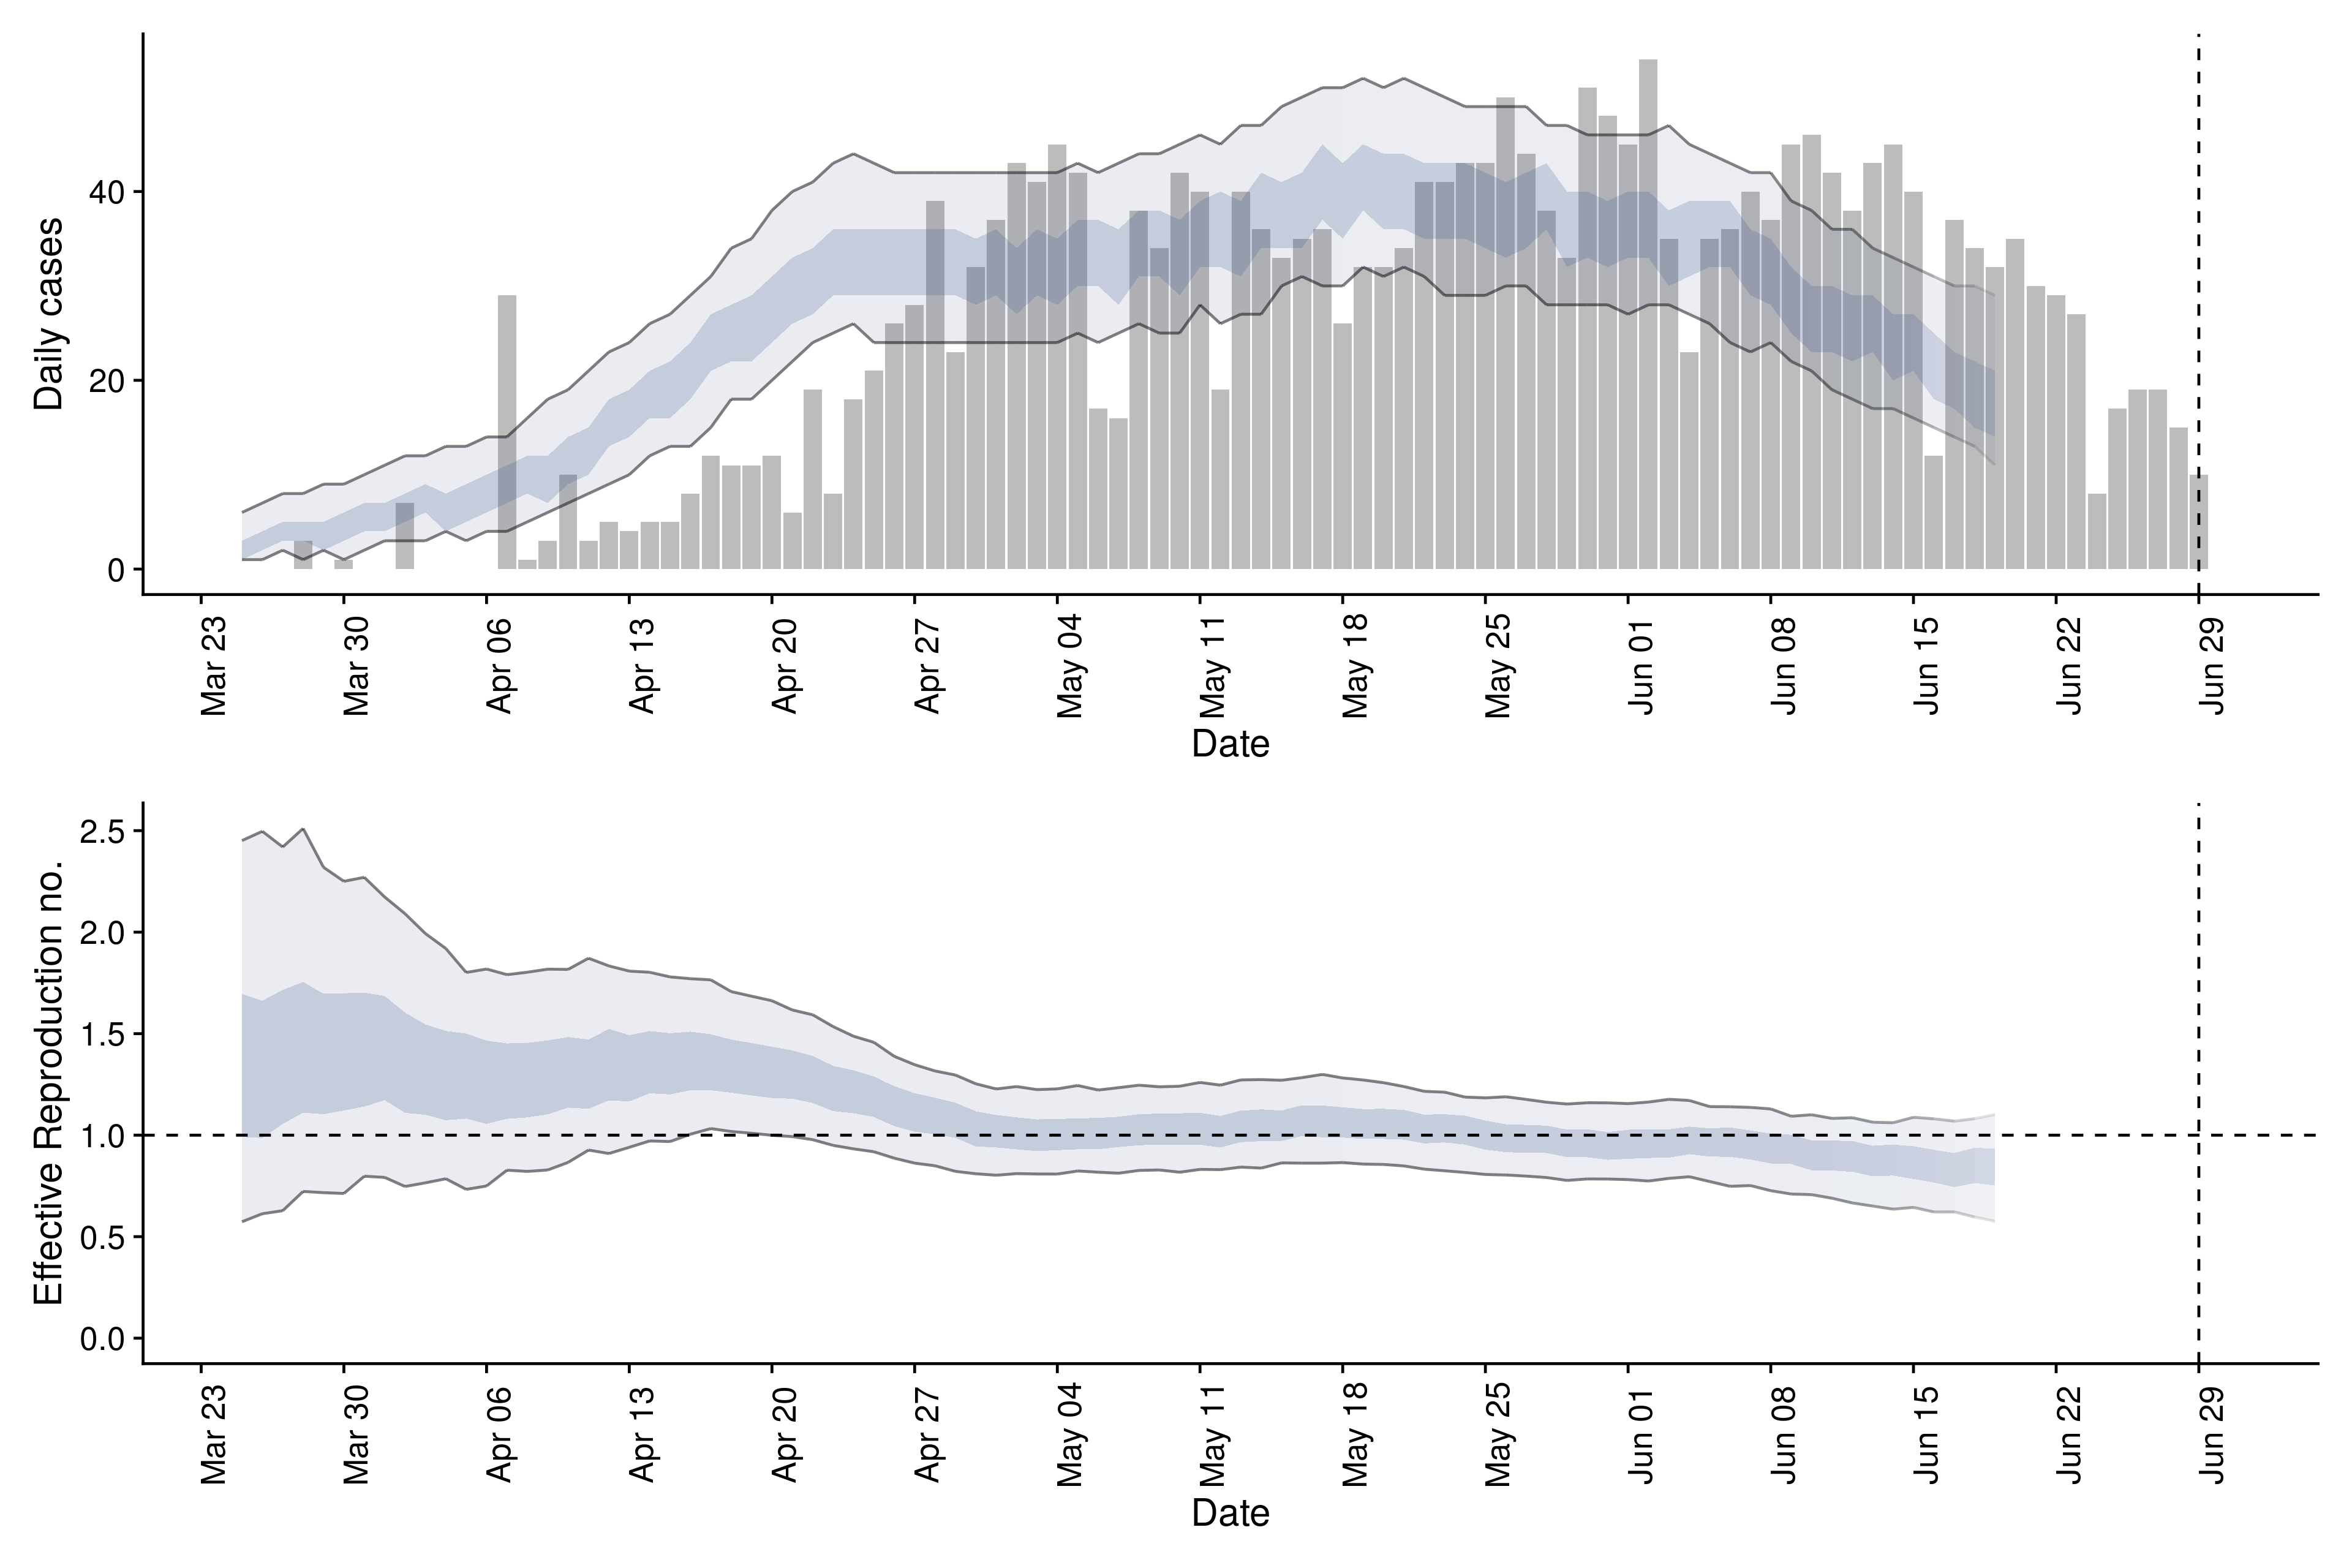 Daily cases
40
20
0
Mar 23
Mar 30
Apr 06
Apr 13
Apr 20
Apr 27
May 04
May 11
May 18
May 25
Jun 01
Jun 08
Jun 15
Jun 22
Jun 29
Date
Effective Reproduction no.
2.5
2.0
1.5
1.0
0.5
0.0
Mar 23
Mar 30
Apr 06
Apr 13
Apr 20
Apr 27
May 04
May 11
May 18
May 25
Jun 01
Jun 08
Jun 15
Jun 22
Jun 29
Date